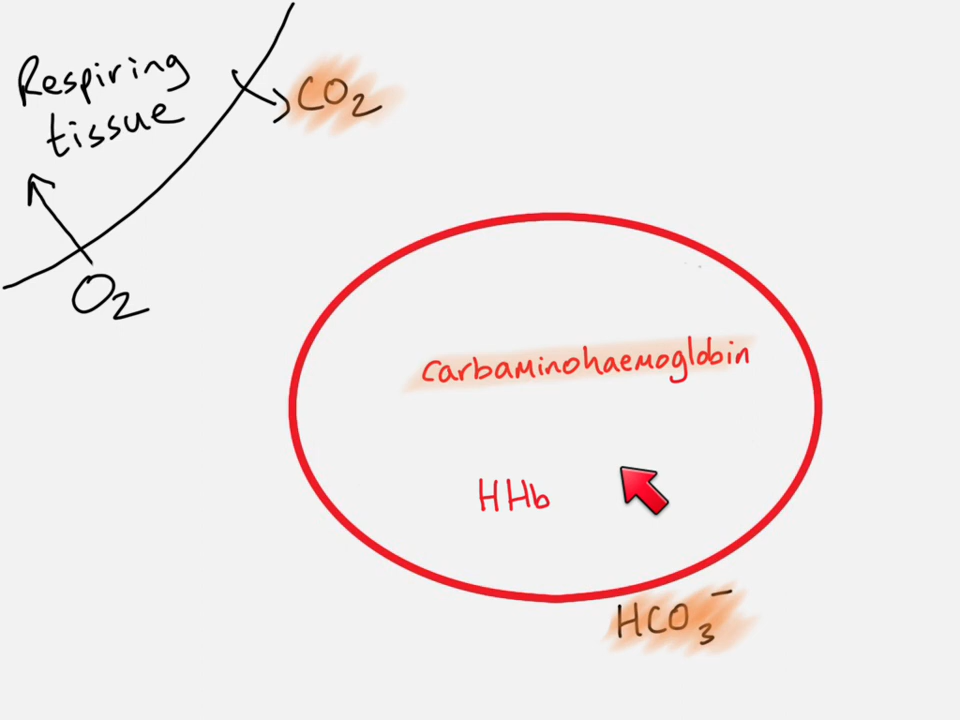 Respiring
tissue
CO2
O2
carbaminohaemoglobin
HHb
HCO3−